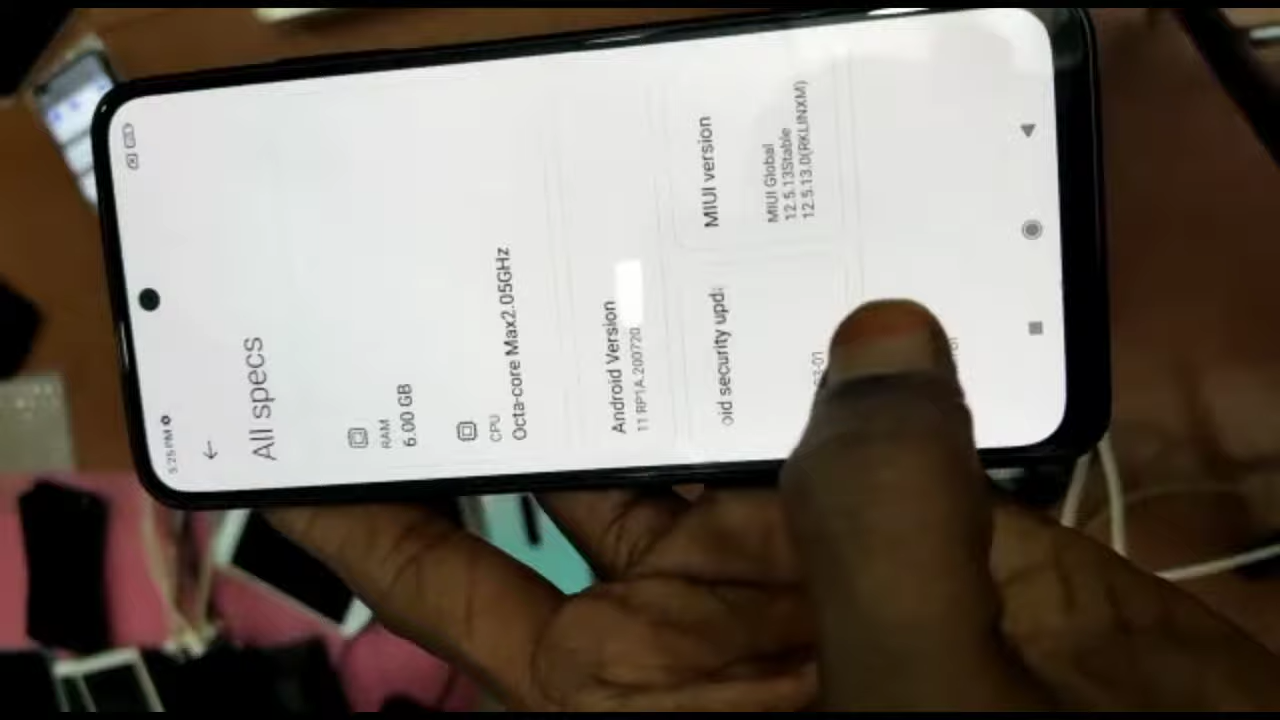 5:25 PM
All specs
RAM
6.00 GB
CPU
Octa-core Max2.05GHz
Android Version
11 RP1A.200720
oid security upd
MIUI version
MIUI Global
12.5.13Stable
12.5.13.0(RKLINXM)